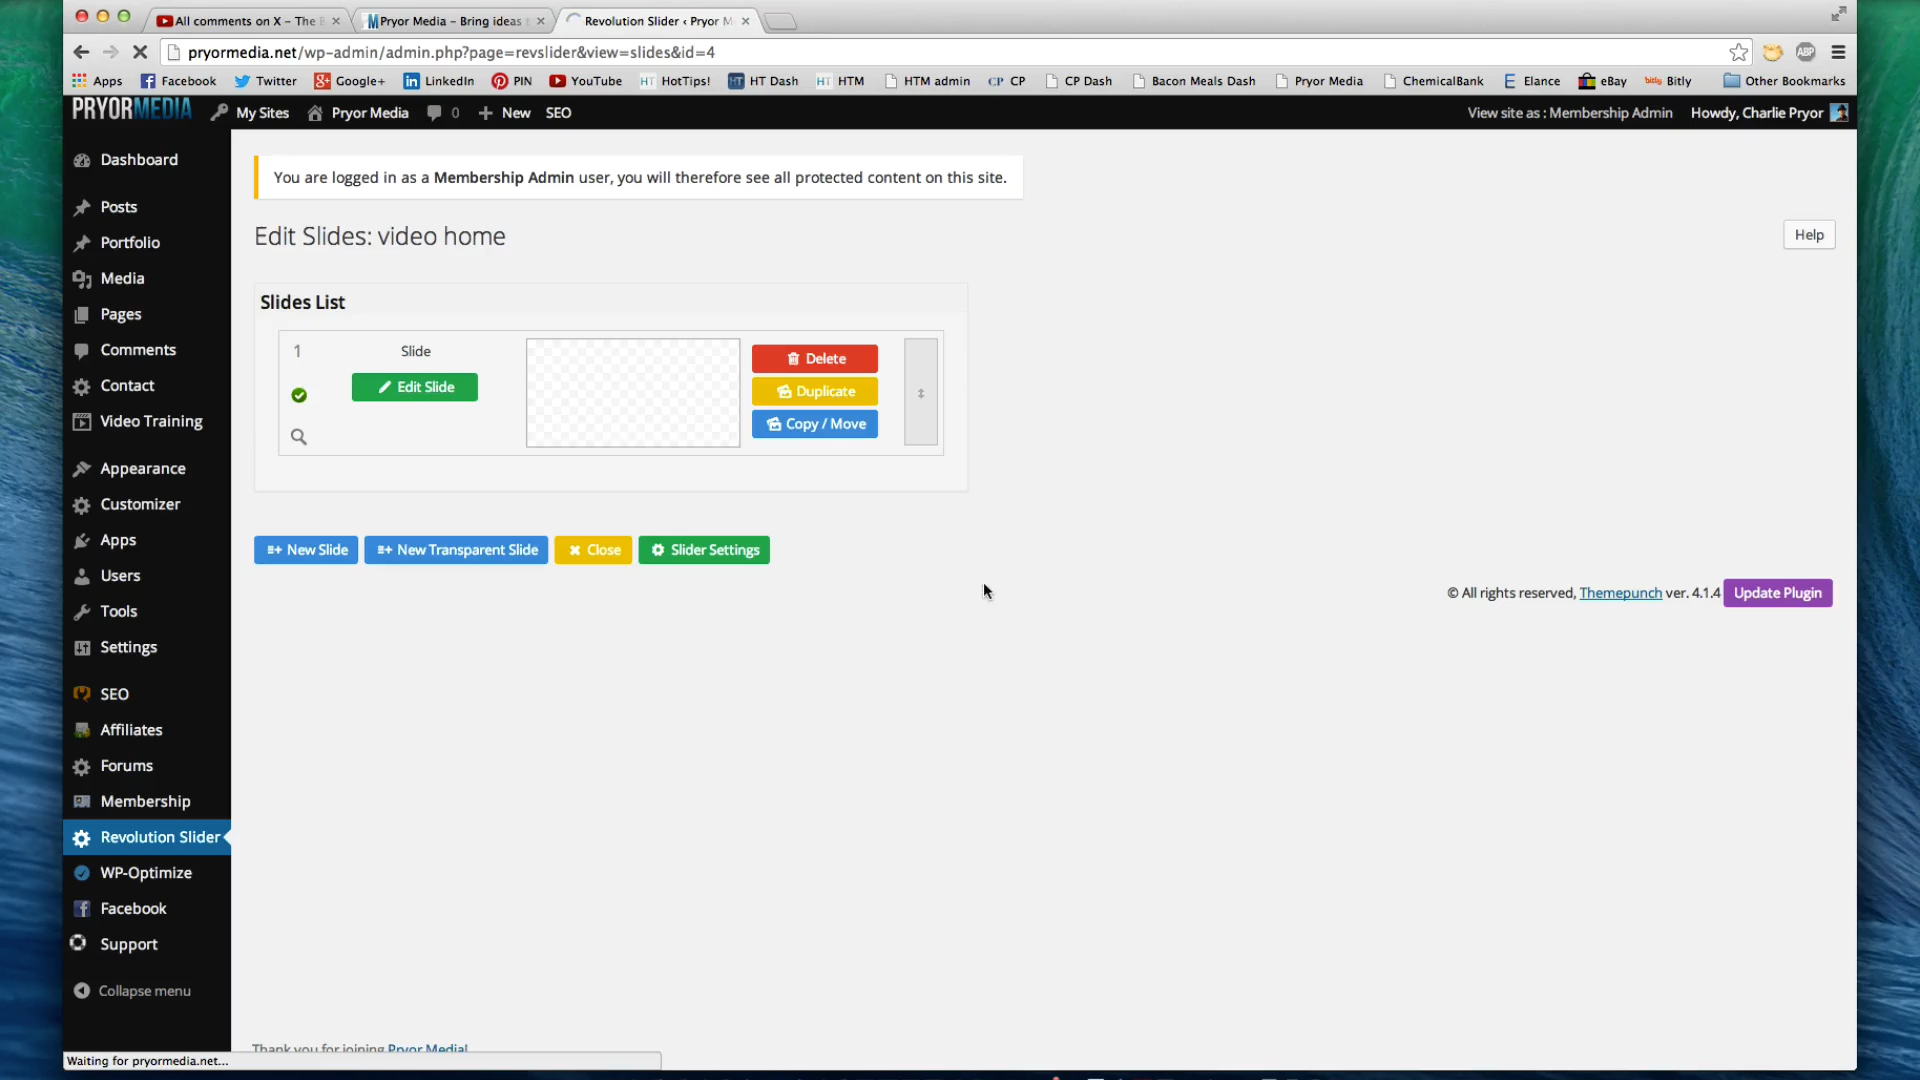 All comments on X – The B
Pryor Media – Bring ideas t
Revolution Slider ‹ Pryor M
pryormedia.net/wp-admin/admin.php?page=revslider&view=slides&id=4
ABP
Apps Facebook Twitter Google+ LinkedIn PIN YouTube HT HotTips! HT HT Dash HT HTM HTM admin CP CP CP Dash Bacon Meals Dash Pryor Media ChemicalBank Elance eBay bitly Bitly Other Bookmarks
PRYORMEDIA My Sites Pryor Media 0 New SEO View site as : Membership Admin Howdy, Charlie Pryor
Dashboard
Posts
Portfolio
Media
Pages
Comments
Contact
Video Training
Appearance
Customizer
Apps
Users
Tools
Settings
SEO
Affiliates
Forums
Membership
Revolution Slider
WP-Optimize
Facebook
Support
Collapse menu
You are logged in as a Membership Admin user, you will therefore see all protected content on this site.
Edit Slides: video home
Help
Slides List
1 Slide
Edit Slide
Delete
Duplicate
Copy / Move
New Slide New Transparent Slide Close Slider Settings
© All rights reserved, Themepunch ver. 4.1.4 Update Plugin
Thank you for joining Pryor Media!
Waiting for pryormedia.net...